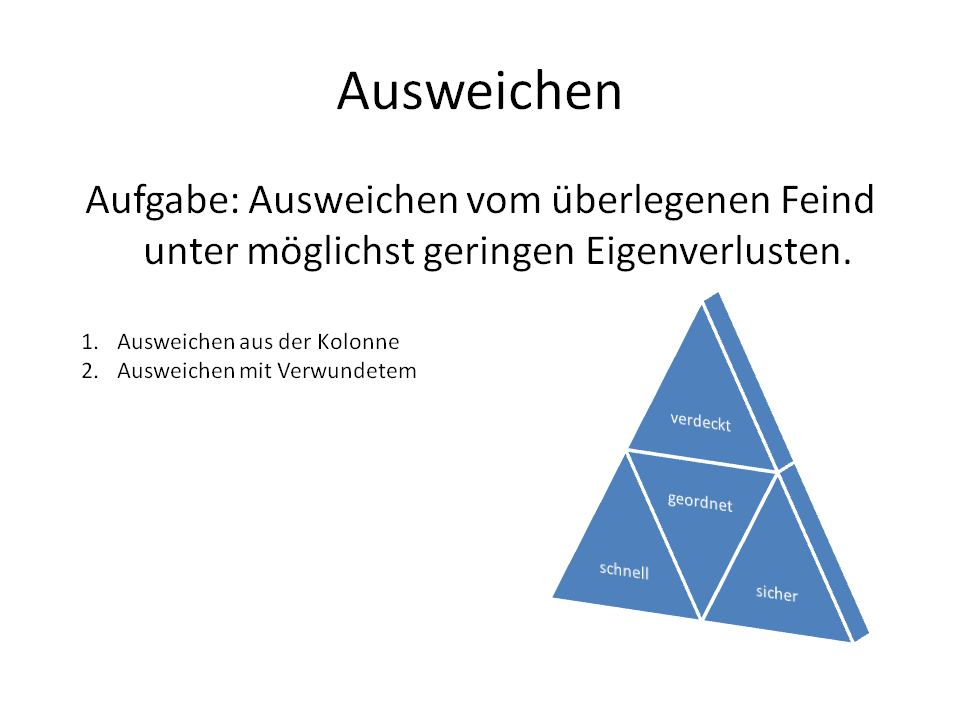 Ausweichen
Aufgabe: Ausweichen vom überlegenen Feind
unter möglichst geringen Eigenverlusten.
1. Ausweichen aus der Kolonne
2. Ausweichen mit Verwundetem
verdeckt
geordnet
schnell
sicher